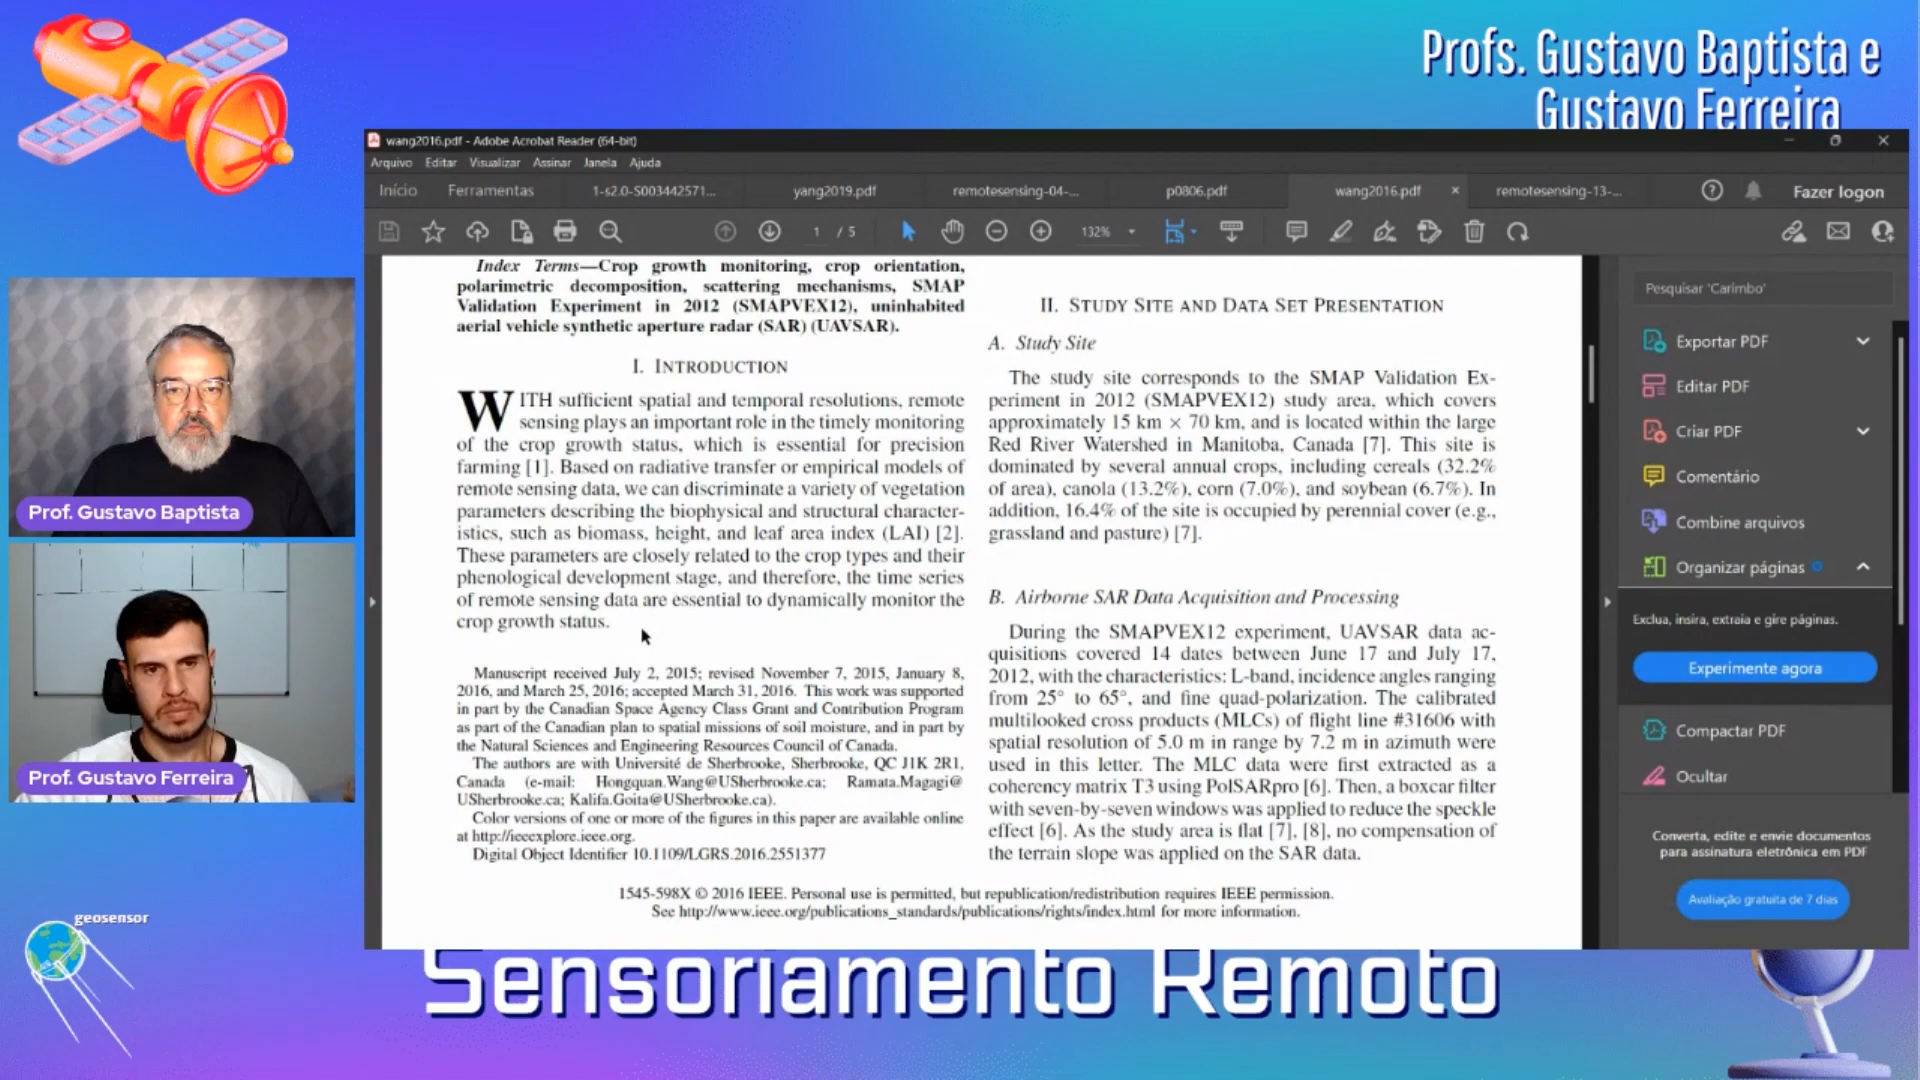 Profs. Gustavo Baptista e
Gustavo Ferreira
wang2016.pdf - Adobe Acrobat Reader (64-bit)
Arquivo Editar Visualizar Assinar Janela Ajuda
Início Ferramentas 1-s2.0-S003442571... yang2019.pdf remotesensing-04-... p0806.pdf wang2016.pdf × remotesensing-13-... Fazer logon
1 / 5 132%
Index Terms—Crop growth monitoring, crop orientation,
polarimetric decomposition, scattering mechanisms, SMAP
Validation Experiment in 2012 (SMAPVEX12), uninhabited
aerial vehicle synthetic aperture radar (SAR) (UAVSAR).
I. INTRODUCTION
WITH sufficient spatial and temporal resolutions, remote
sensing plays an important role in the timely monitoring
of the crop growth status, which is essential for precision
farming [1]. Based on radiative transfer or empirical models of
remote sensing data, we can discriminate a variety of vegetation
parameters describing the biophysical and structural character-
istics, such as biomass, height, and leaf area index (LAI) [2].
These parameters are closely related to the crop types and their
phenological development stage, and therefore, the time series
of remote sensing data are essential to dynamically monitor the
crop growth status.
Manuscript received July 2, 2015; revised November 7, 2015, January 8,
2016, and March 25, 2016; accepted March 31, 2016. This work was supported
in part by the Canadian Space Agency Class Grant and Contribution Program
as part of the Canadian plan to spatial missions of soil moisture, and in part by
the Natural Sciences and Engineering Resources Council of Canada.
The authors are with Université de Sherbrooke, Sherbrooke, QC J1K 2R1,
Canada (e-mail: Hongquan.Wang@USherbrooke.ca; Ramata.Magagi@
USherbrooke.ca; Kalifa.Goita@USherbrooke.ca).
Color versions of one or more of the figures in this paper are available online
at http://ieeexplore.ieee.org.
Digital Object Identifier 10.1109/LGRS.2016.2551377
II. STUDY SITE AND DATA SET PRESENTATION
A. Study Site
The study site corresponds to the SMAP Validation Ex-
periment in 2012 (SMAPVEX12) study area, which covers
approximately 15 km × 70 km, and is located within the large
Red River Watershed in Manitoba, Canada [7]. This site is
dominated by several annual crops, including cereals (32.2%
of area), canola (13.2%), corn (7.0%), and soybean (6.7%). In
addition, 16.4% of the site is occupied by perennial cover (e.g.,
grassland and pasture) [7].
B. Airborne SAR Data Acquisition and Processing
During the SMAPVEX12 experiment, UAVSAR data ac-
quisitions covered 14 dates between June 17 and July 17,
2012, with the characteristics: L-band, incidence angles ranging
from 25° to 65°, and fine quad-polarization. The calibrated
multilooked cross products (MLCs) of flight line #31606 with
spatial resolution of 5.0 m in range by 7.2 m in azimuth were
used in this letter. The MLC data were first extracted as a
coherency matrix T3 using PolSARpro [6]. Then, a boxcar filter
with seven-by-seven windows was applied to reduce the speckle
effect [6]. As the study area is flat [7], [8], no compensation of
the terrain slope was applied on the SAR data.
1545-598X © 2016 IEEE. Personal use is permitted, but republication/redistribution requires IEEE permission.
See http://www.ieee.org/publications_standards/publications/rights/index.html for more information.
Pesquisar 'Carimbo'
Exportar PDF
Editar PDF
Criar PDF
Comentário
Combine arquivos
Organizar páginas
Exclua, insira, extraia e gire páginas.
Experimente agora
Compactar PDF
Ocultar
Converta, edite e envie documentos
para assinatura eletrônica em PDF
Avaliação gratuita de 7 dias
Prof. Gustavo Baptista
Prof. Gustavo Ferreira
geosensor
Sensoriamento Remoto